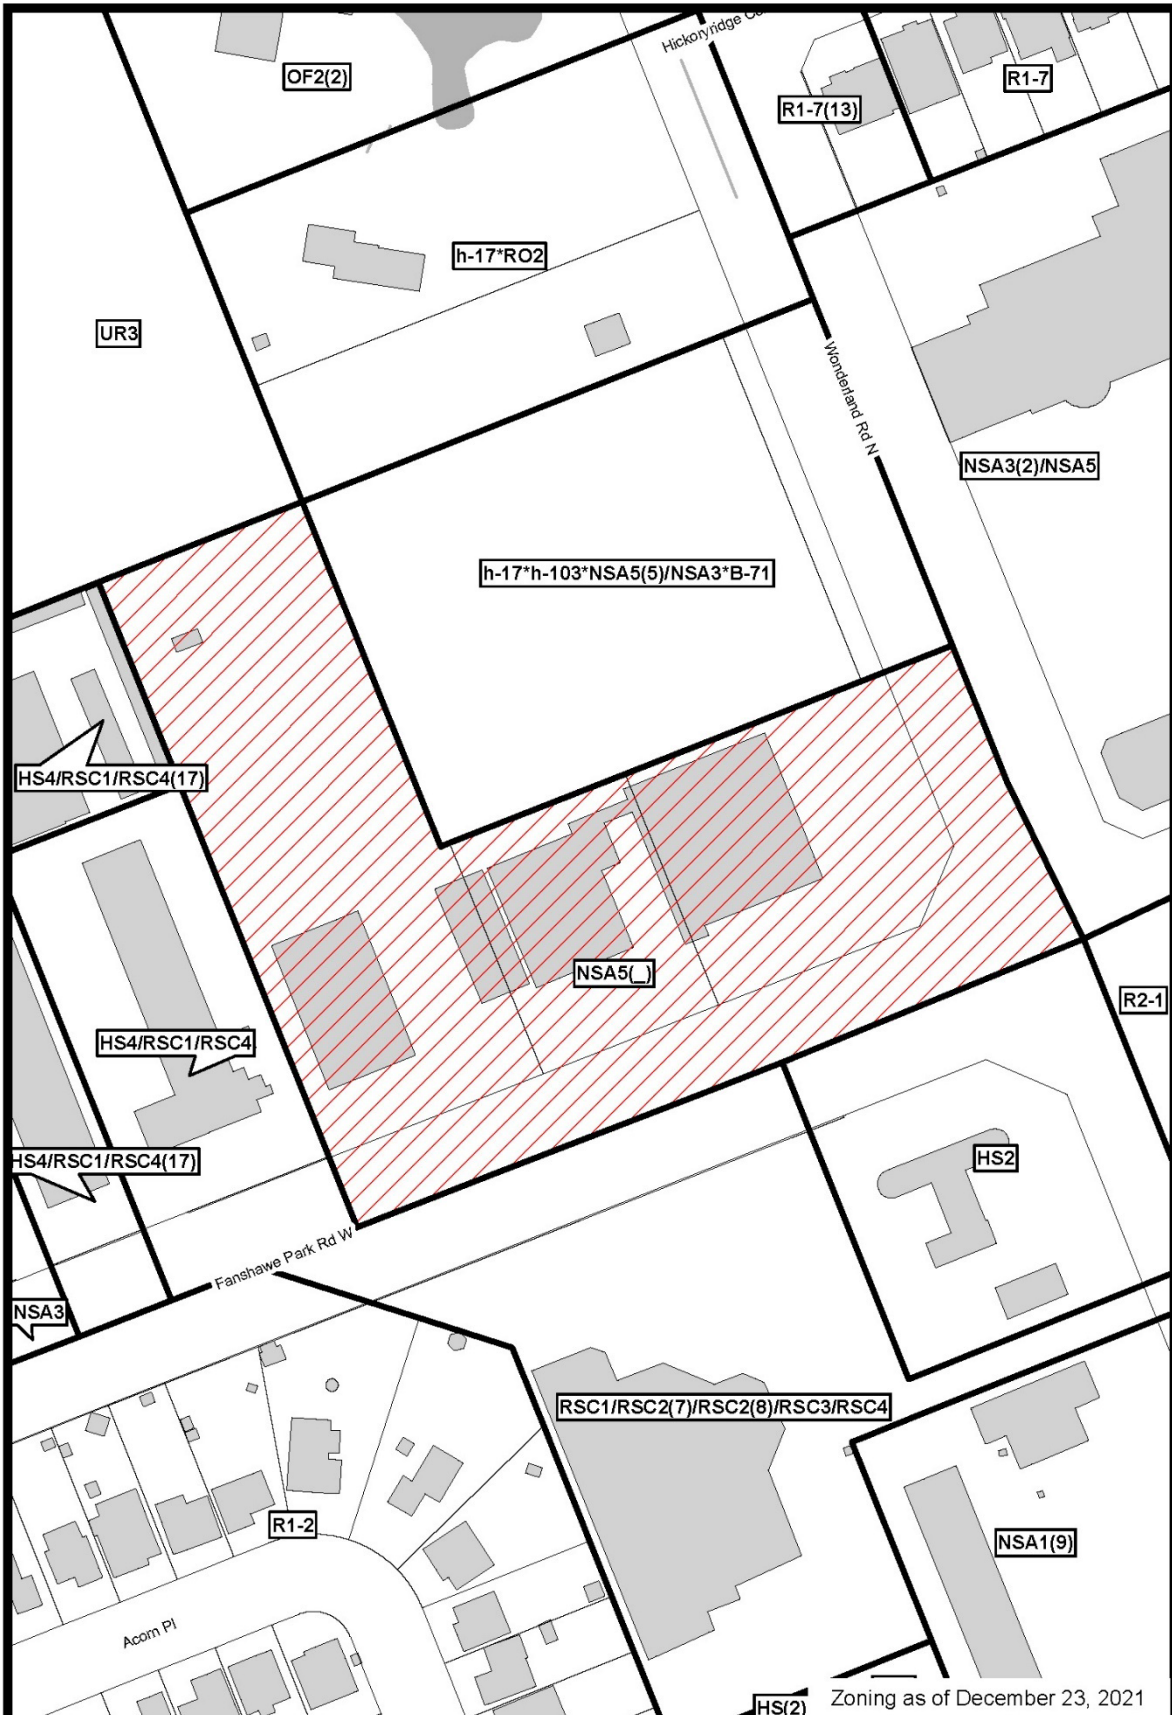 Hickoryridge
OF2(2)
R1-7
R1-7(13)
h-17*RO2
UR3
Wonderland Rd N
NSA3(2)/NSA5
h-17*h-103*NSA5(5)/NSA3*B-71
HS4/RSC1/RSC4(17)
NSA5(_)
R2-1
HS4/RSC1/RSC4
HS4/RSC1/RSC4(17)
HS2
Fanshawe Park Rd W
NSA3
RSC1/RSC2(7)/RSC2(8)/RSC3/RSC4
R1-2
NSA1(9)
Acorn Pl
HS(2)
Zoning as of December 23, 2021